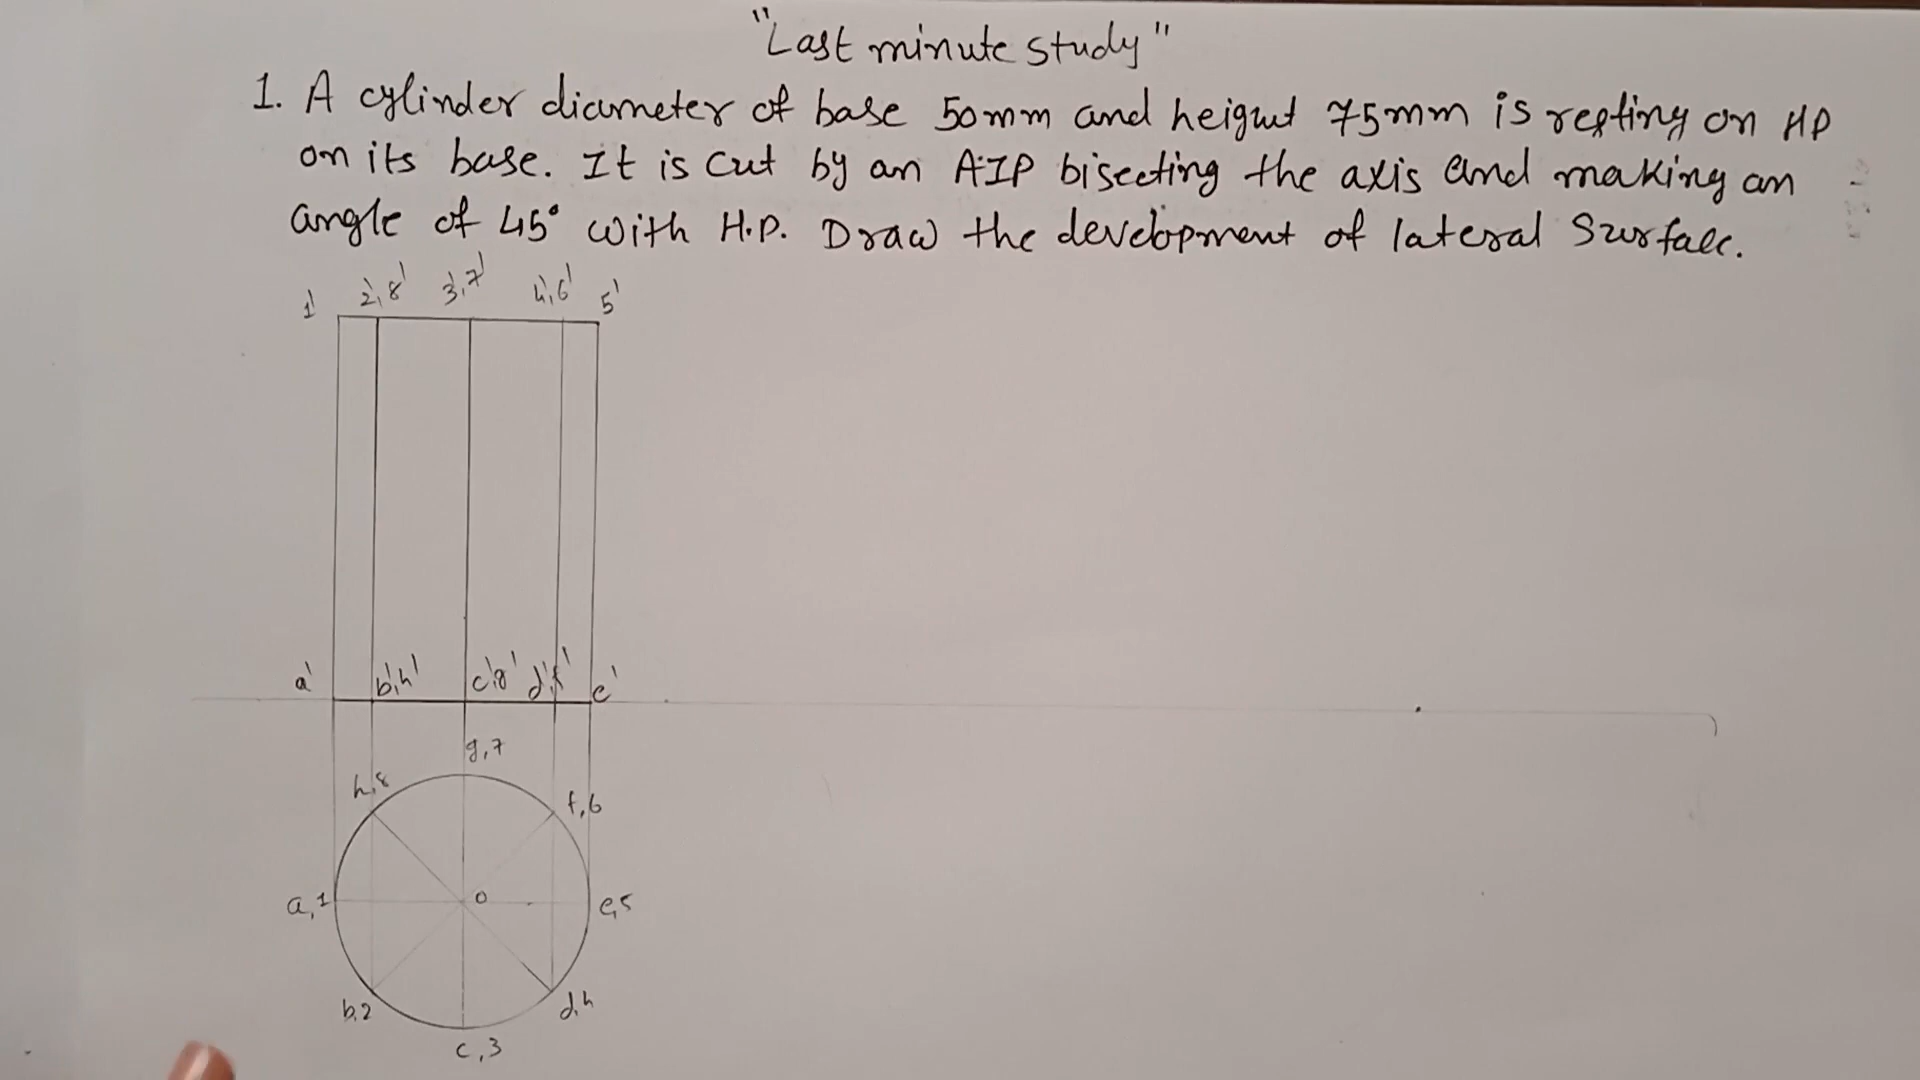 "Last minute study"
1. A cylinder diameter of base 50mm and height 75mm is resting on HP
on its base. It is cut by an AIP bisecting the axis and making an
angle of 45° with H.P. Draw the development of lateral Surface.
1' 2',8' 3',7' 4',6' 5'
a' b',h' c',g' d',f' e'
g,7
h,8 f,6
a,1 o e,5
b,2 d,4
c,3